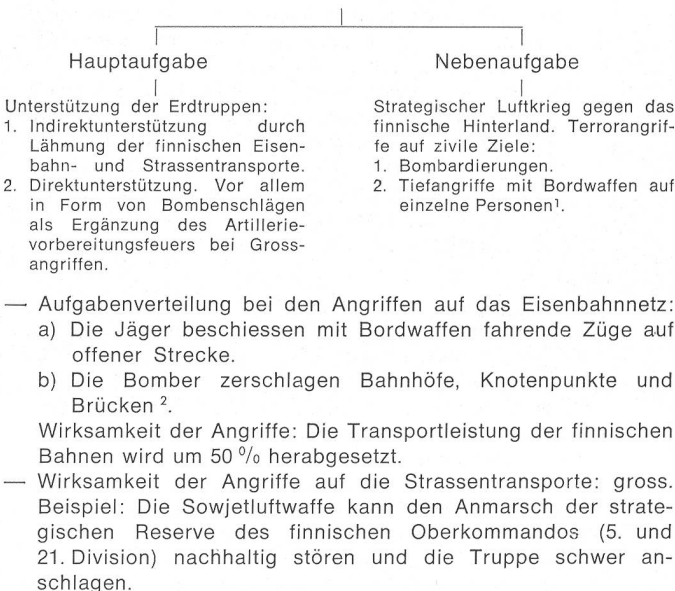 Hauptaufgabe
Unterstützung der Erdtruppen:
1. Indirektunterstützung durch
Lähmung der finnischen Eisen-
bahn- und Strassentransporte.
2. Direktunterstützung. Vor allem
in Form von Bombenschlägen
als Ergänzung des Artillerie-
vorbereitungsfeuers bei Gross-
angriffen.
Nebenaufgabe
Strategischer Luftkrieg gegen das
finnische Hinterland. Terrorangrif-
fe auf zivile Ziele:
1. Bombardierungen.
2. Tiefangriffe mit Bordwaffen auf
einzelne Personen¹.
— Aufgabenverteilung bei den Angriffen auf das Eisenbahnnetz:
a) Die Jäger beschiessen mit Bordwaffen fahrende Züge auf
offener Strecke.
b) Die Bomber zerschlagen Bahnhöfe, Knotenpunkte und
Brücken ².
Wirksamkeit der Angriffe: Die Transportleistung der finnischen
Bahnen wird um 50 % herabgesetzt.
— Wirksamkeit der Angriffe auf die Strassentransporte: gross.
Beispiel: Die Sowjetluftwaffe kann den Anmarsch der strate-
gischen Reserve des finnischen Oberkommandos (5. und
21. Division) nachhaltig stören und die Truppe schwer an-
schlagen.